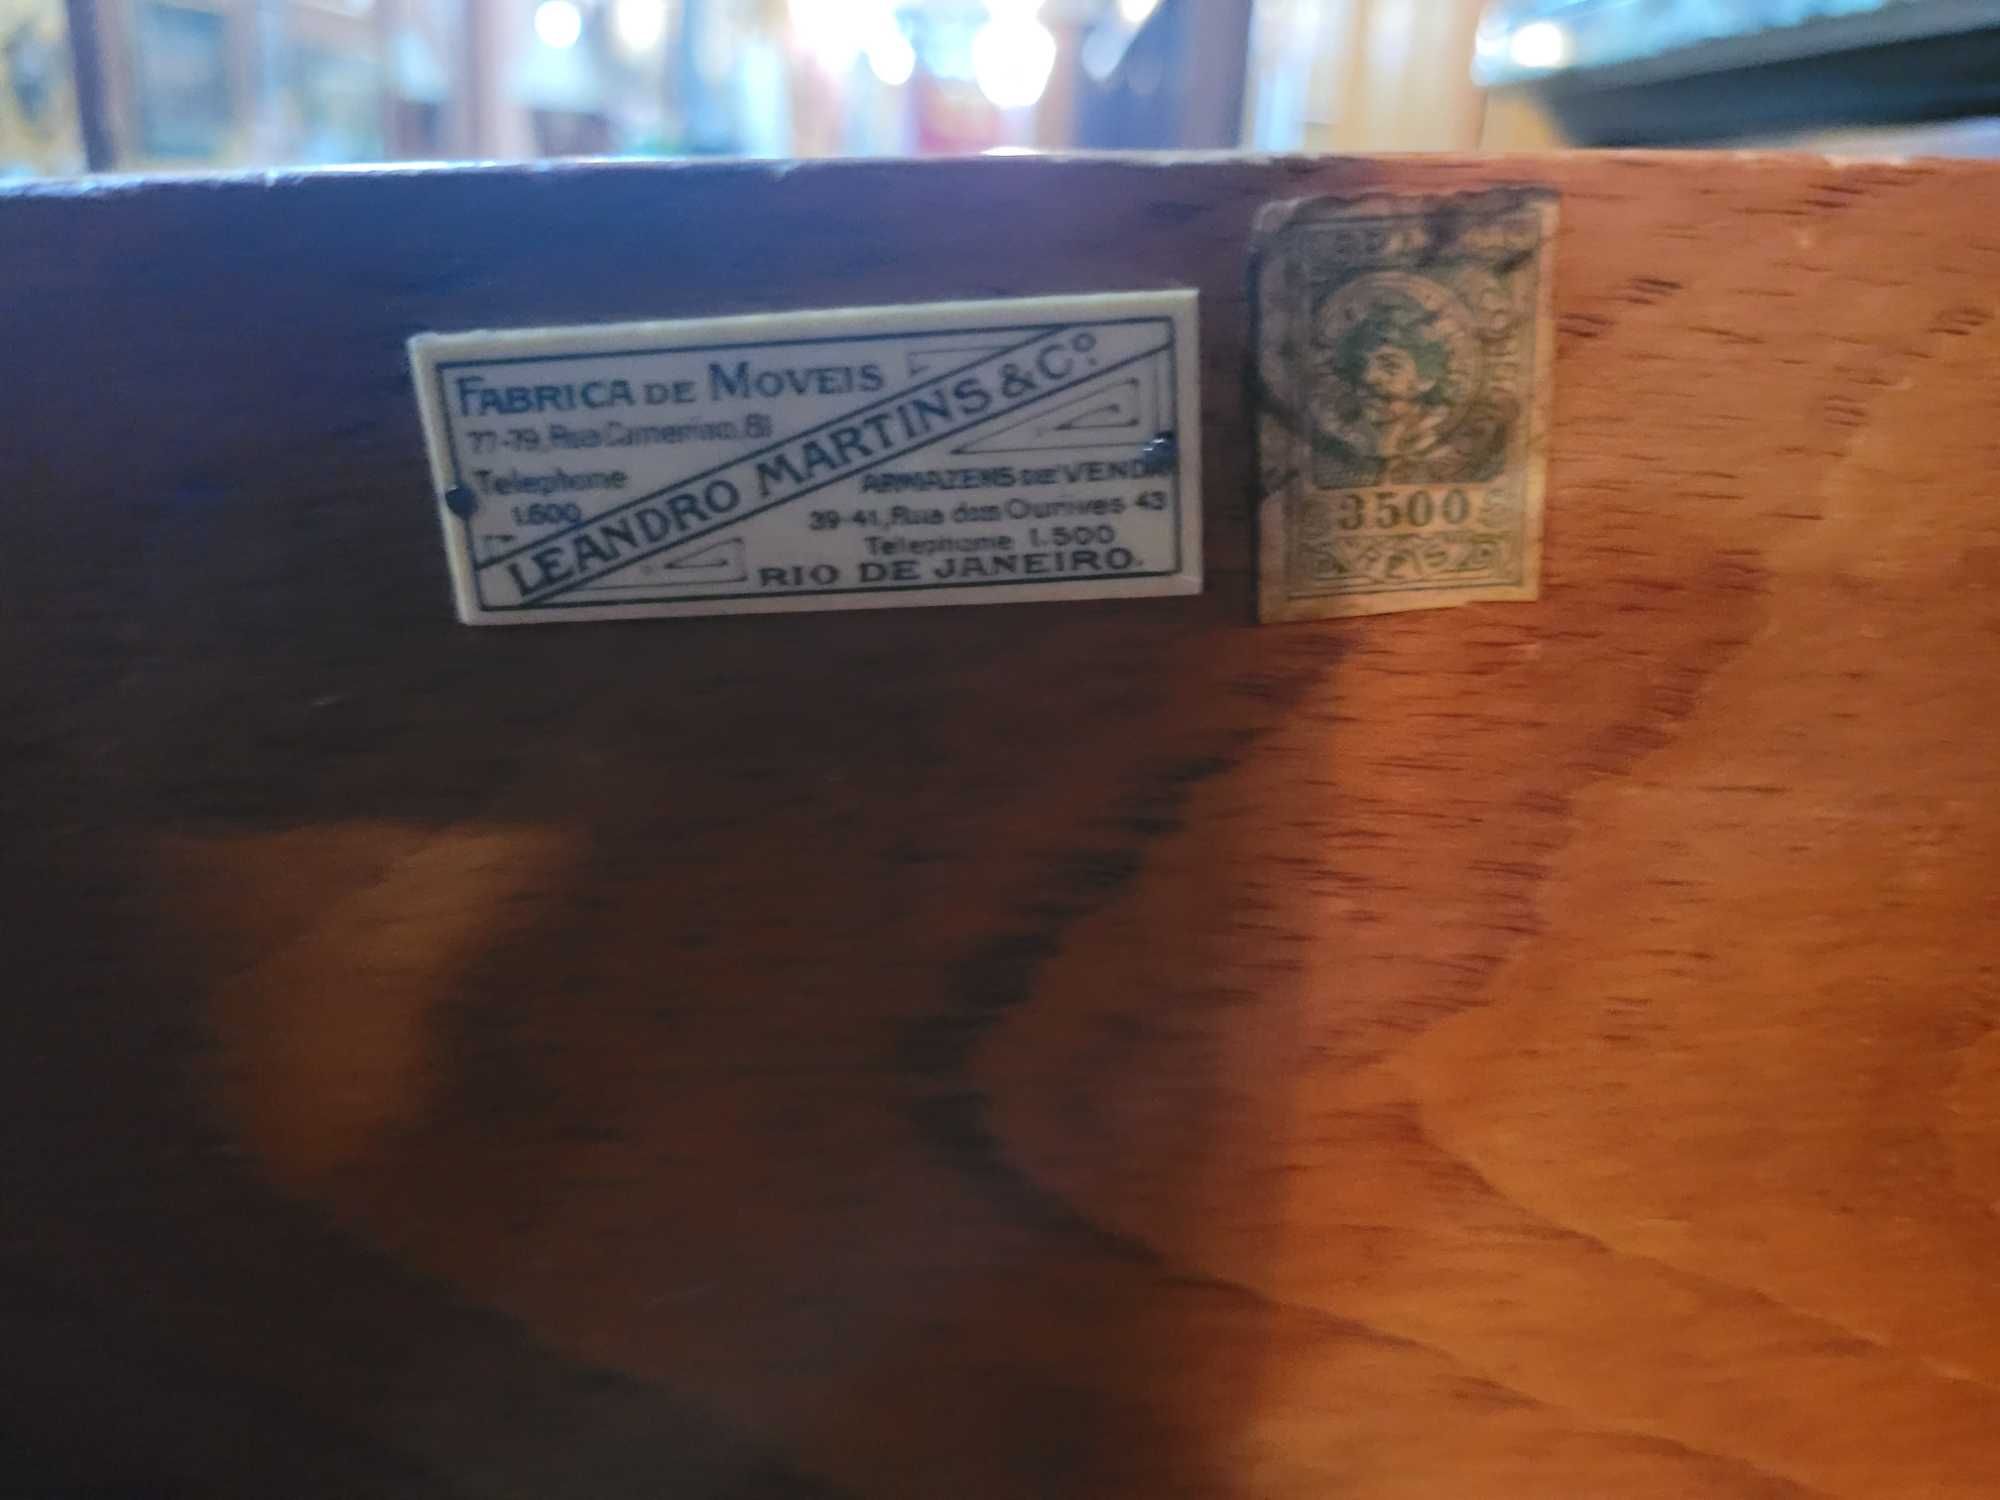 FABRICA DE MOVEIS
77-79, Rua Camerino, 81
Telephone
1.600
LEANDRO MARTINS & Cº
ARMAZENS DE VENDA
39-41, Rua dos Ourives 43
Telephone 1.500
RIO DE JANEIRO.
3500